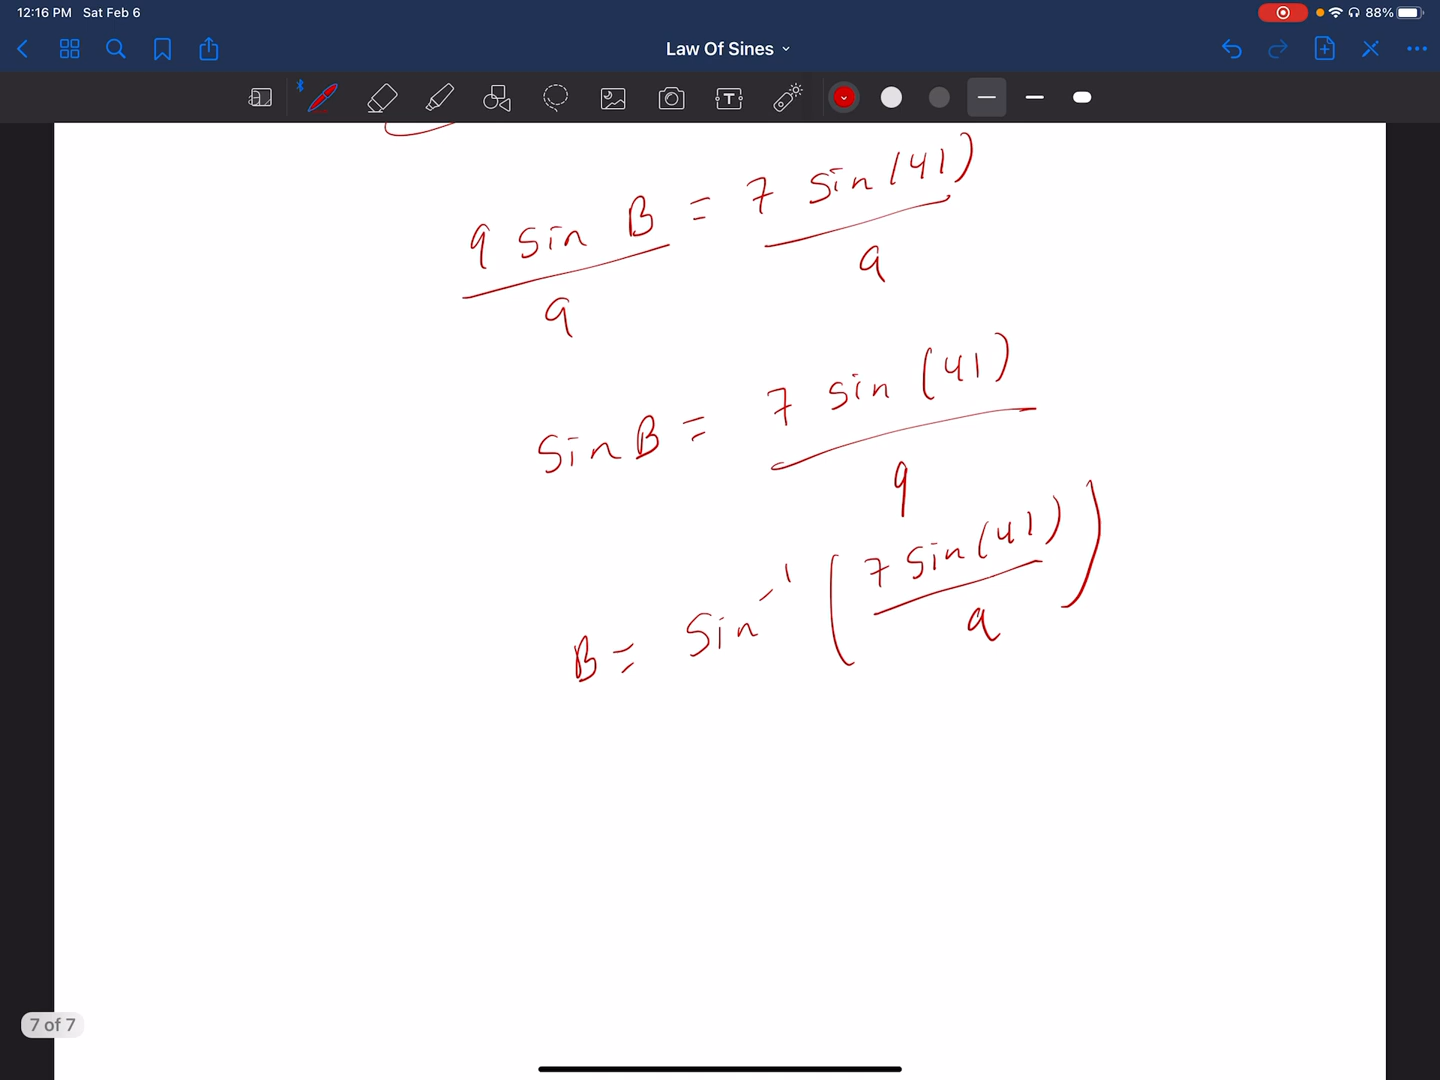 12:16 PM Sat Feb 6 88%
Law Of Sines
T
9 sin B = 7 sin(41)
9 9
sin B = 7 sin (41)
9
B = sin⁻¹ (7 sin(41) / 9)
7 of 7